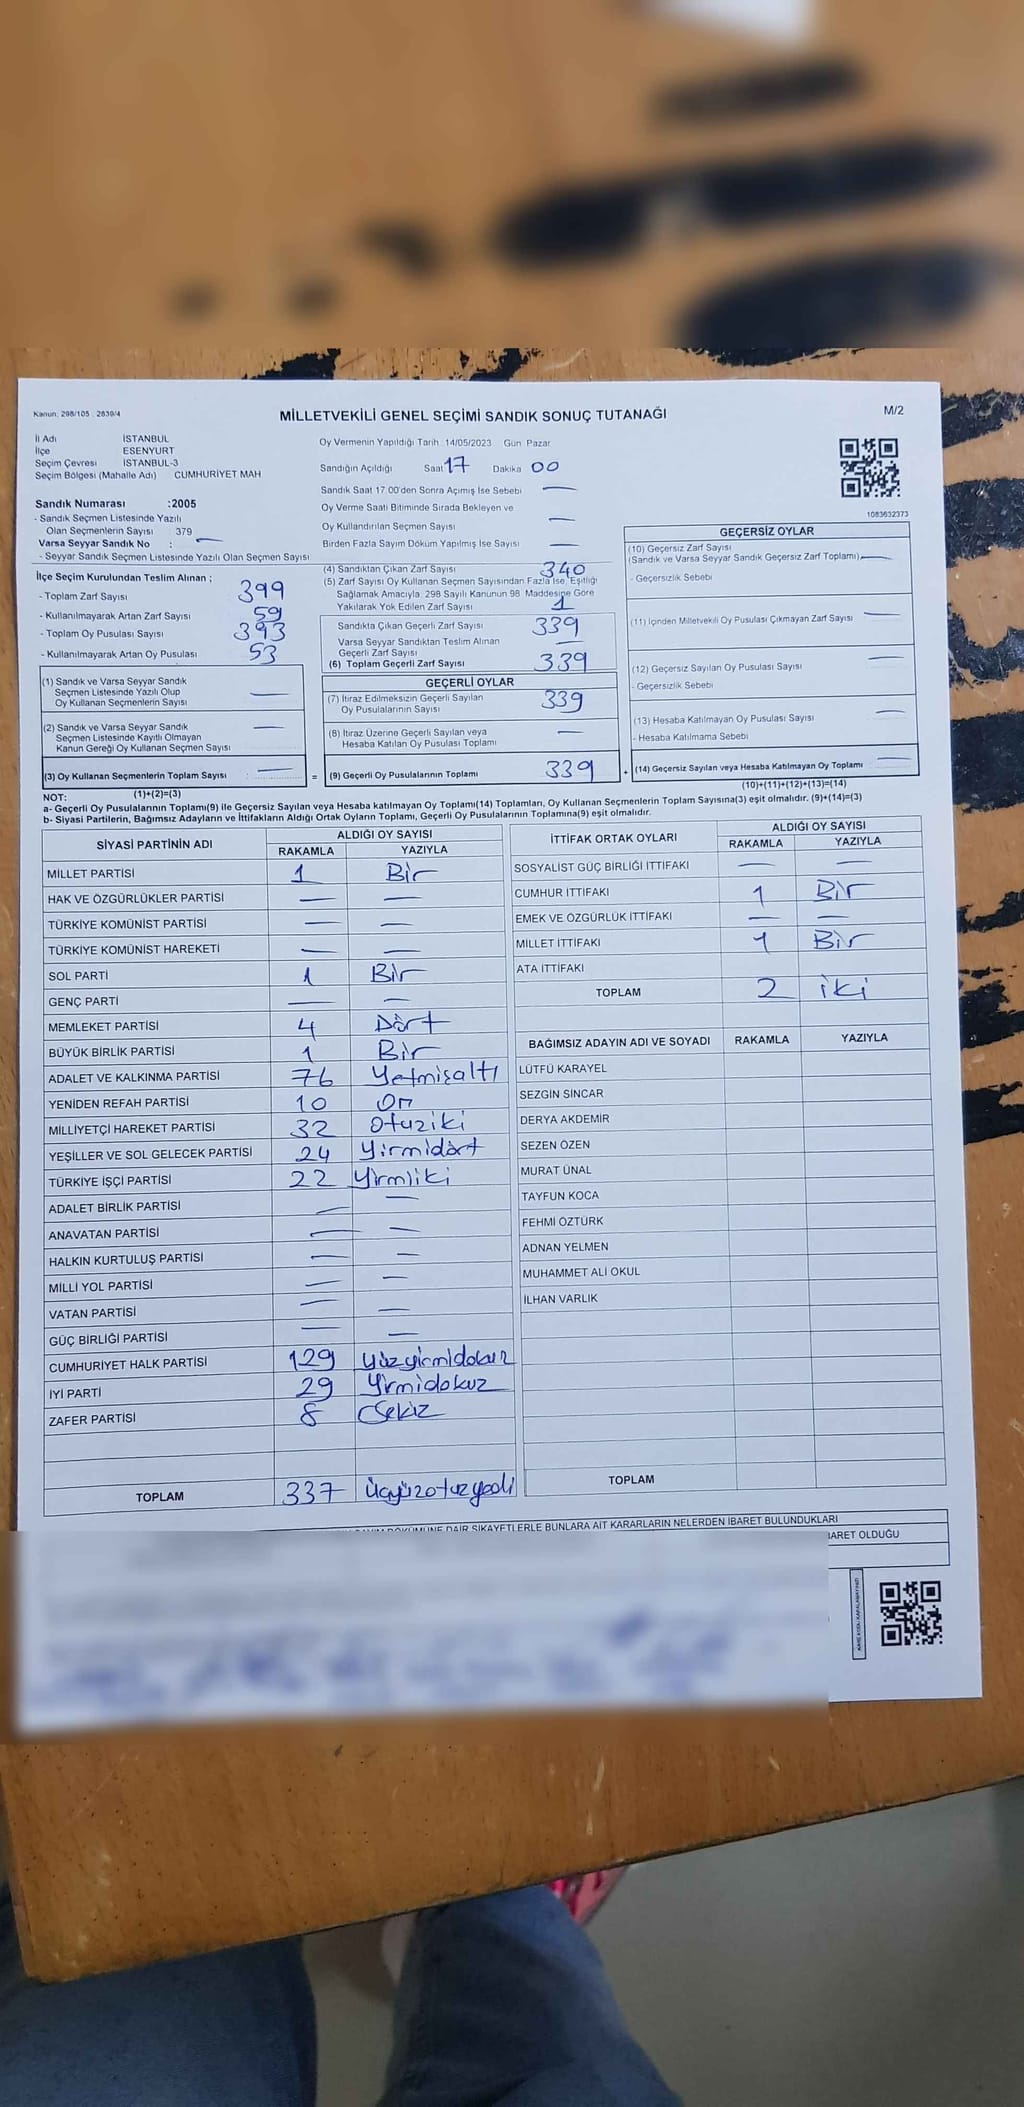 Kanun: 298/105 - 2839/4
MİLLETVEKİLİ GENEL SEÇİMİ SANDIK SONUÇ TUTANAĞI
M/2
İl Adı İSTANBUL
İlçe ESENYURT
Seçim Çevresi İSTANBUL-3
Seçim Bölgesi (Mahalle Adı) CUMHURİYET MAH
Sandık Numarası :2005
- Sandık Seçmen Listesinde Yazılı
Olan Seçmenlerin Sayısı : 379
Varsa Seyyar Sandık No : —
- Seyyar Sandık Seçmen Listesinde Yazılı Olan Seçmen Sayısı
Oy Vermenin Yapıldığı Tarih :14/05/2023 Gün Pazar
Sandığın Açıldığı Saat 17 Dakika 00
Sandık Saat 17:00'den Sonra Açılmış İse Sebebi —
Oy Verme Saati Bitiminde Sırada Bekleyen ve
Oy Kullandırılan Seçmen Sayısı —
Birden Fazla Sayım Döküm Yapılmış İse Sayısı —
1083632373
İlçe Seçim Kurulundan Teslim Alınan ;
- Toplam Zarf Sayısı 399
- Kullanılmayarak Artan Zarf Sayısı 59
- Toplam Oy Pusulası Sayısı 393
- Kullanılmayarak Artan Oy Pusulası 53
(4) Sandıktan Çıkan Zarf Sayısı 340
(5) Zarf Sayısı Oy Kullanan Seçmen Sayısından Fazla İse, Eşitliği
Sağlamak Amacıyla, 298 Sayılı Kanunun 98. Maddesine Göre
Yakılarak Yok Edilen Zarf Sayısı 1
Sandıkta Çıkan Geçerli Zarf Sayısı 339
Varsa Seyyar Sandıktan Teslim Alınan
Geçerli Zarf Sayısı —
(6) Toplam Geçerli Zarf Sayısı 339
GEÇERSİZ OYLAR
(10) Geçersiz Zarf Sayısı
(Sandık ve Varsa Seyyar Sandık Geçersiz Zarf Toplamı) —
- Geçersizlik Sebebi
(11) İçinden Milletvekili Oy Pusulası Çıkmayan Zarf Sayısı —
(12) Geçersiz Sayılan Oy Pusulası Sayısı —
- Geçersizlik Sebebi
(13) Hesaba Katılmayan Oy Pusulası Sayısı —
- Hesaba Katılmama Sebebi
(14) Geçersiz Sayılan veya Hesaba Katılmayan Oy Toplamı —
(10)+(11)+(12)+(13)=(14)
(1) Sandık ve Varsa Seyyar Sandık
Seçmen Listesinde Yazılı Olup
Oy Kullanan Seçmenlerin Sayısı —
(2) Sandık ve Varsa Seyyar Sandık
Seçmen Listesinde Kayıtlı Olmayan
Kanun Gereği Oy Kullanan Seçmen Sayısı —
(3) Oy Kullanan Seçmenlerin Toplam Sayısı : —
(1)+(2)=(3)
GEÇERLİ OYLAR
(7) İtiraz Edilmeksizin Geçerli Sayılan
Oy Pusulalarının Sayısı 339
(8) İtiraz Üzerine Geçerli Sayılan veya
Hesaba Katılan Oy Pusulası Toplamı —
= (9) Geçerli Oy Pusulalarının Toplamı 339 +
NOT:
a- Geçerli Oy Pusulalarının Toplamı(9) ile Geçersiz Sayılan veya Hesaba katılmayan Oy Toplamı(14) Toplamları, Oy Kullanan Seçmenlerin Toplam Sayısına(3) eşit olmalıdır. (9)+(14)=(3)
b- Siyasi Partilerin, Bağımsız Adayların ve İttifakların Aldığı Ortak Oyların Toplamı, Geçerli Oy Pusulalarının Toplamına(9) eşit olmalıdır.
SİYASİ PARTİNİN ADI ALDIĞI OY SAYISI
RAKAMLA YAZIYLA
MİLLET PARTİSİ 1 Bir
HAK VE ÖZGÜRLÜKLER PARTİSİ — —
TÜRKİYE KOMÜNİST PARTİSİ — —
TÜRKİYE KOMÜNİST HAREKETİ — —
SOL PARTİ 1 Bir
GENÇ PARTİ — —
MEMLEKET PARTİSİ 4 Dört
BÜYÜK BİRLİK PARTİSİ 1 Bir
ADALET VE KALKINMA PARTİSİ 76 Yetmişaltı
YENİDEN REFAH PARTİSİ 10 On
MİLLİYETÇİ HAREKET PARTİSİ 32 Otuziki
YEŞİLLER VE SOL GELECEK PARTİSİ 24 Yirmidört
TÜRKİYE İŞÇİ PARTİSİ 22 Yirmiiki
ADALET BİRLİK PARTİSİ — —
ANAVATAN PARTİSİ — —
HALKIN KURTULUŞ PARTİSİ — —
MİLLİ YOL PARTİSİ — —
VATAN PARTİSİ — —
GÜÇ BİRLİĞİ PARTİSİ — —
CUMHURİYET HALK PARTİSİ 129 Yüzyirmidokuz
İYİ PARTİ 29 Yirmidokuz
ZAFER PARTİSİ 8 Sekiz
TOPLAM 337 Üçyüzotuzyedi
İTTİFAK ORTAK OYLARI ALDIĞI OY SAYISI
RAKAMLA YAZIYLA
SOSYALİST GÜÇ BİRLİĞİ İTTİFAKI — —
CUMHUR İTTİFAKI 1 Bir
EMEK VE ÖZGÜRLÜK İTTİFAKI — —
MİLLET İTTİFAKI 1 Bir
ATA İTTİFAKI
TOPLAM 2 iki
BAĞIMSIZ ADAYIN ADI VE SOYADI RAKAMLA YAZIYLA
LÜTFÜ KARAYEL
SEZGİN SİNCAR
DERYA AKDEMİR
SEZEN ÖZEN
MURAT ÜNAL
TAYFUN KOCA
FEHMİ ÖZTÜRK
ADNAN YELMEN
MUHAMMET ALİ OKUL
İLHAN VARLIK
TOPLAM
DÖKÜMÜNE DAİR ŞİKAYETLERLE BUNLARA AİT KARARLARIN NELERDEN İBARET BULUNDUKLARI
İBARET OLDUĞU